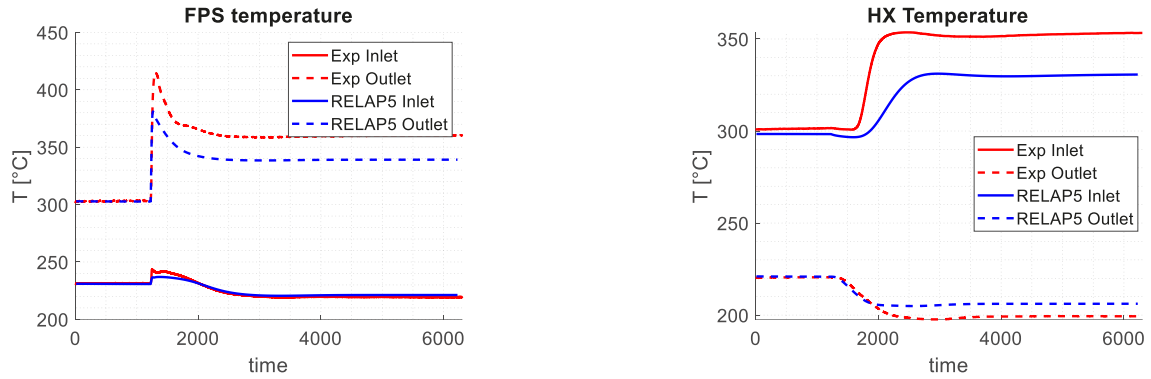 FPS temperature
450
400
350
300
250
200
T [°C]
0
2000
4000
6000
time
Exp Inlet
Exp Outlet
RELAP5 Inlet
RELAP5 Outlet
HX Temperature
350
300
250
200
T [°C]
0
2000
4000
6000
time
Exp Inlet
Exp Outlet
RELAP5 Inlet
RELAP5 Outlet